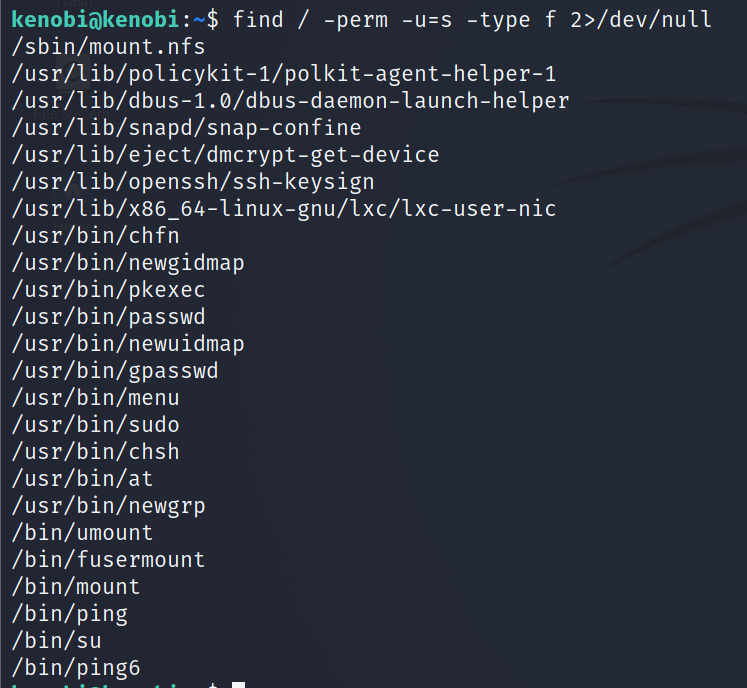 kenobi@kenobi:~$ find / -perm -u=s -type f 2>/dev/null
/sbin/mount.nfs
/usr/lib/policykit-1/polkit-agent-helper-1
/usr/lib/dbus-1.0/dbus-daemon-launch-helper
/usr/lib/snapd/snap-confine
/usr/lib/eject/dmcrypt-get-device
/usr/lib/openssh/ssh-keysign
/usr/lib/x86_64-linux-gnu/lxc/lxc-user-nic
/usr/bin/chfn
/usr/bin/newgidmap
/usr/bin/pkexec
/usr/bin/passwd
/usr/bin/newuidmap
/usr/bin/gpasswd
/usr/bin/menu
/usr/bin/sudo
/usr/bin/chsh
/usr/bin/at
/usr/bin/newgrp
/bin/umount
/bin/fusermount
/bin/mount
/bin/ping
/bin/su
/bin/ping6